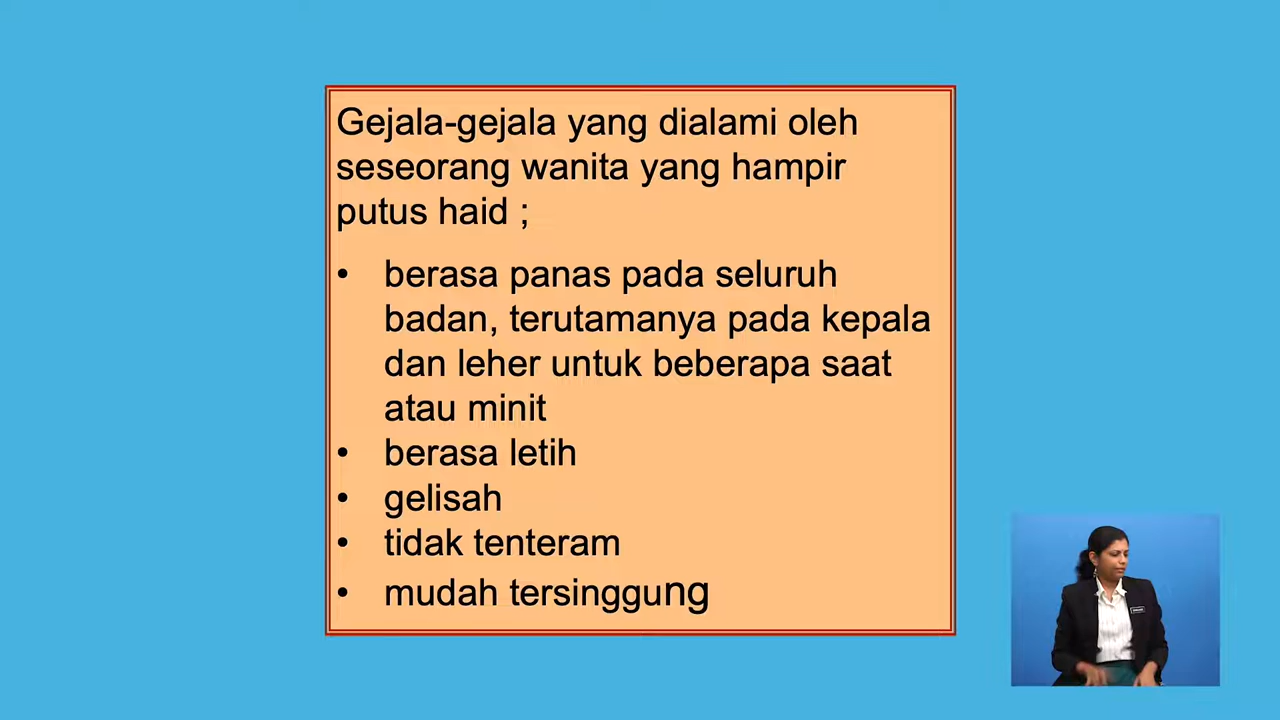 Gejala-gejala yang dialami oleh
seseorang wanita yang hampir
putus haid ;
• berasa panas pada seluruh
badan, terutamanya pada kepala
dan leher untuk beberapa saat
atau minit
• berasa letih
• gelisah
• tidak tenteram
• mudah tersinggung